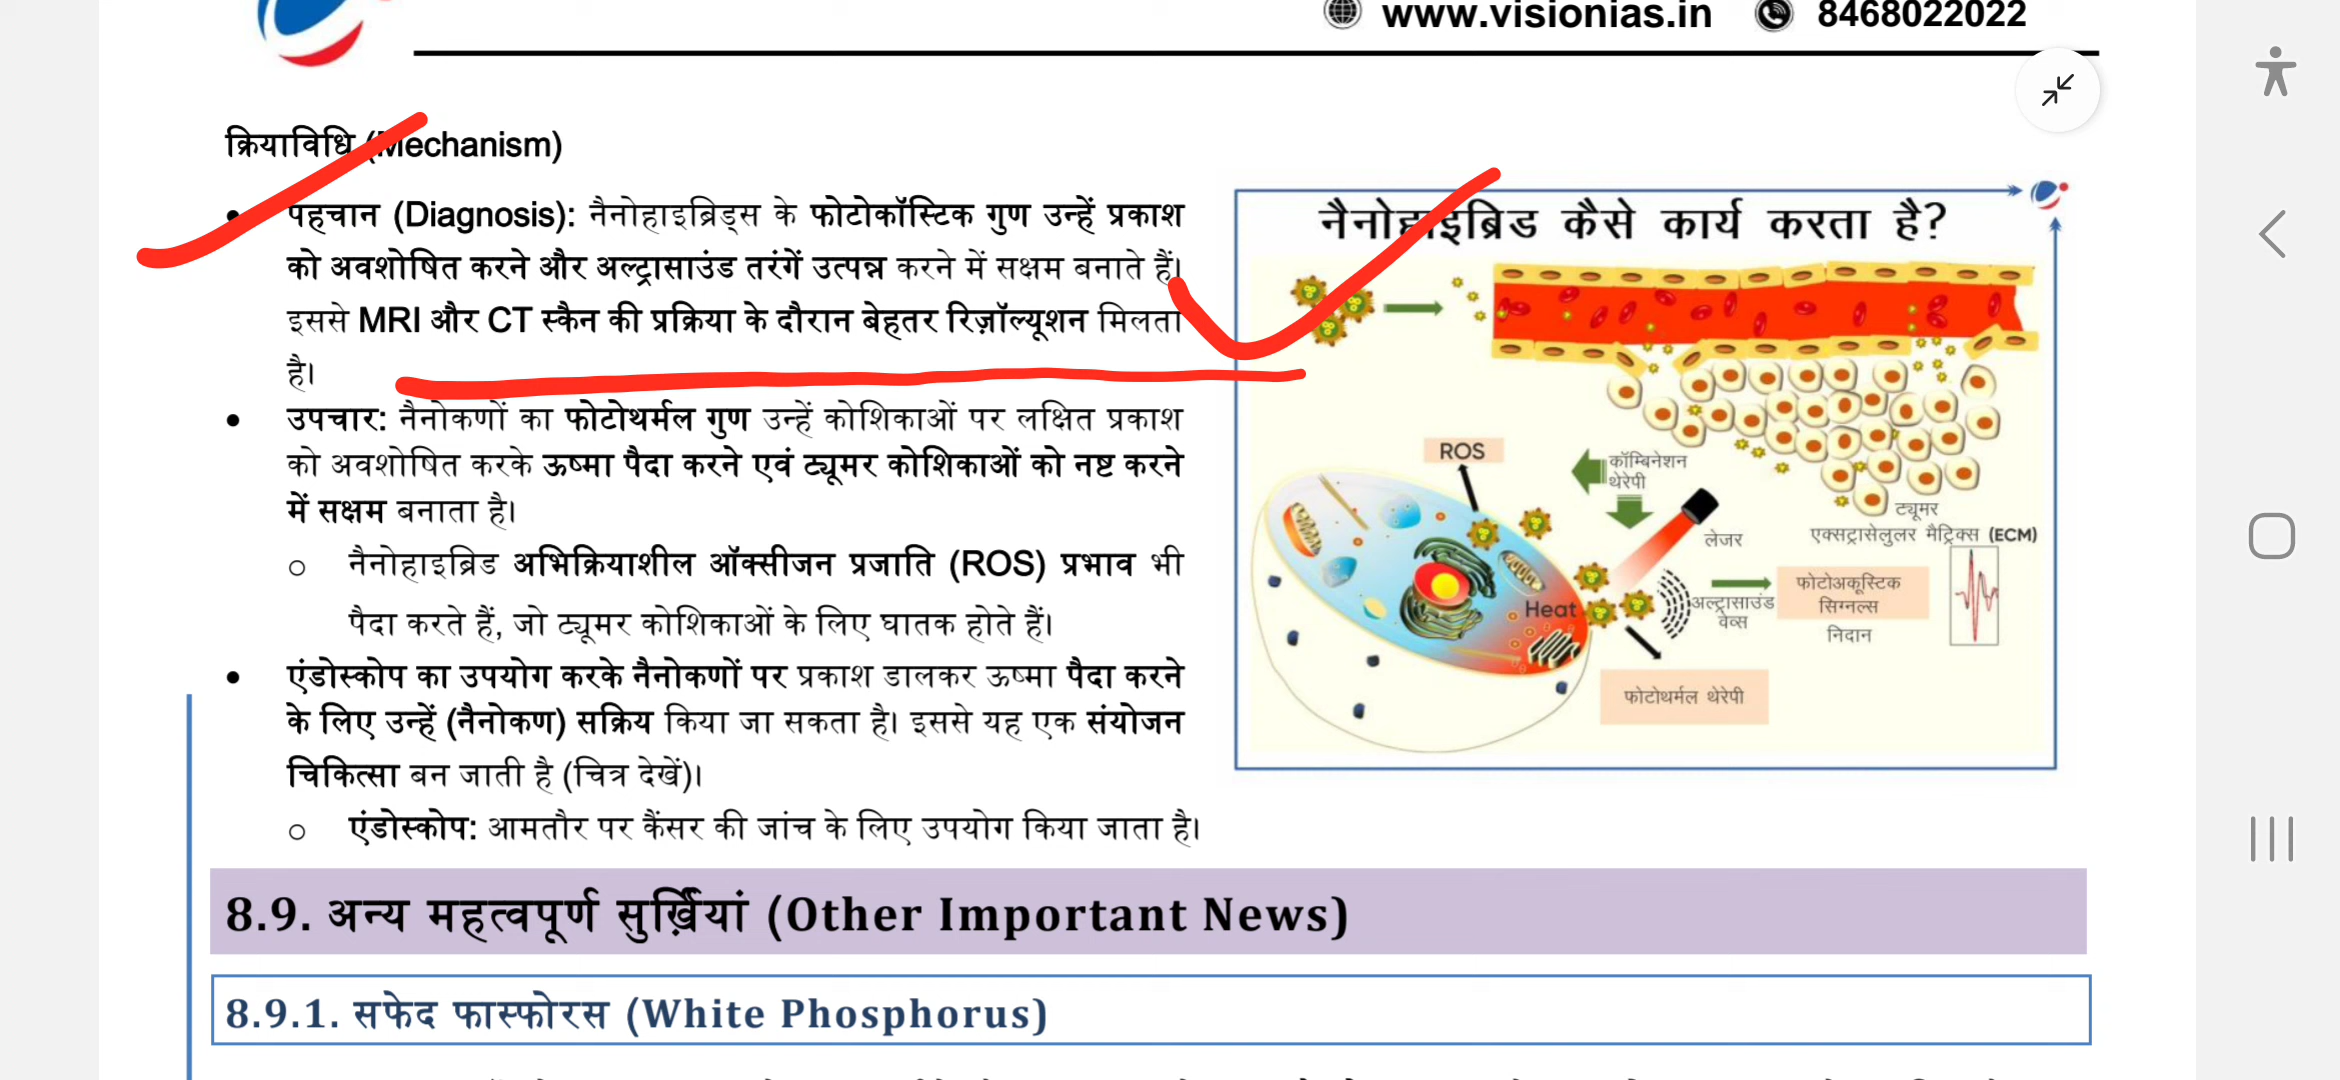 www.visionias.in 8468022022
क्रियाविधि (Mechanism)
• पहचान (Diagnosis): नैनोहाइब्रिड्स के फोटोकॉस्टिक गुण उन्हें प्रकाश
को अवशोषित करने और अल्ट्रासाउंड तरंगें उत्पन्न करने में सक्षम बनाते हैं।
इससे MRI और CT स्कैन की प्रक्रिया के दौरान बेहतर रिज़ॉल्यूशन मिलता
है।
• उपचार: नैनोकणों का फोटोथर्मल गुण उन्हें कोशिकाओं पर लक्षित प्रकाश
को अवशोषित करके ऊष्मा पैदा करने एवं ट्यूमर कोशिकाओं को नष्ट करने
में सक्षम बनाता है।
o नैनोहाइब्रिड अभिक्रियाशील ऑक्सीजन प्रजाति (ROS) प्रभाव भी
पैदा करते हैं, जो ट्यूमर कोशिकाओं के लिए घातक होते हैं।
• एंडोस्कोप का उपयोग करके नैनोकणों पर प्रकाश डालकर ऊष्मा पैदा करने
के लिए उन्हें (नैनोकण) सक्रिय किया जा सकता है। इससे यह एक संयोजन
चिकित्सा बन जाती है (चित्र देखें)।
o एंडोस्कोप: आमतौर पर कैंसर की जांच के लिए उपयोग किया जाता है।
नैनोहाइब्रिड कैसे कार्य करता है?
ROS
कॉम्बिनेशन
थेरेपी
ट्यूमर
एक्सट्रासेलुलर मैट्रिक्स (ECM)
लेजर
Heat
अल्ट्रासाउंड
वेव्स
फोटोअकूस्टिक
सिग्नल्स
निदान
फोटोथर्मल थेरेपी
8.9. अन्य महत्वपूर्ण सुर्ख़ियां (Other Important News)
8.9.1. सफेद फास्फोरस (White Phosphorus)